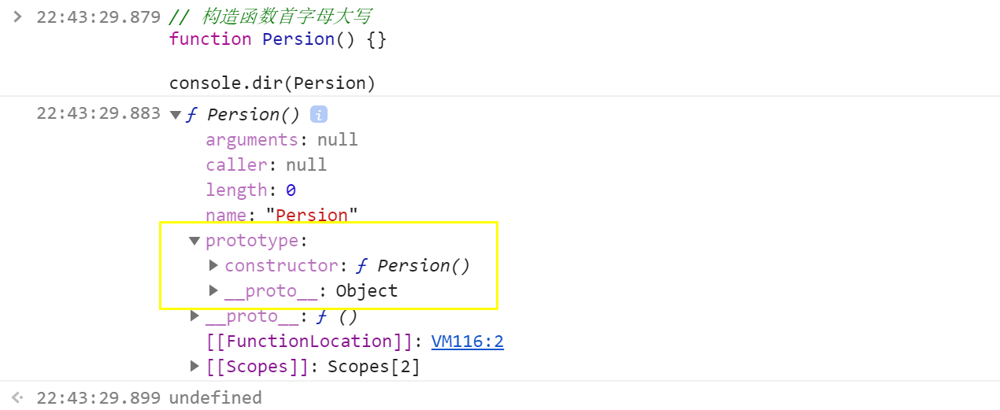 22:43:29.879 // 构造函数首字母大写
function Persion() {}
console.dir(Persion)
22:43:29.883 ▼ƒ Persion() i
arguments: null
caller: null
length: 0
name: "Persion"
▼prototype:
▶constructor: ƒ Persion()
▶__proto__: Object
▶__proto__: ƒ ()
[[FunctionLocation]]: VM116:2
▶[[Scopes]]: Scopes[2]
22:43:29.899 undefined